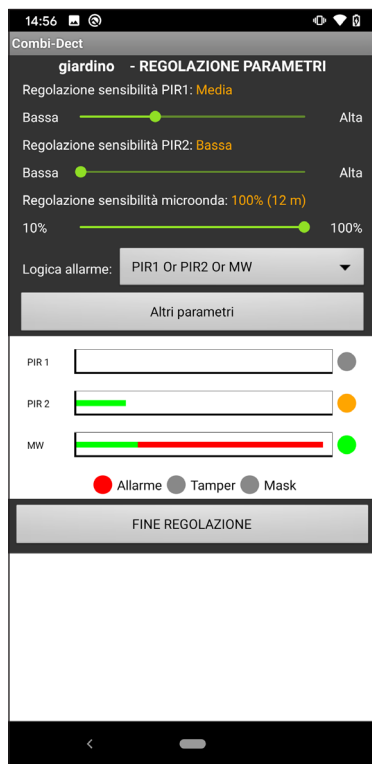 14:56
Combi-Dect
giardino - REGOLAZIONE PARAMETRI
Regolazione sensibilità PIR1: Media
Bassa Alta
Regolazione sensibilità PIR2: Bassa
Bassa Alta
Regolazione sensibilità microonda: 100% (12 m)
10% 100%
Logica allarme: PIR1 Or PIR2 Or MW
Altri parametri
PIR 1
PIR 2
MW
Allarme Tamper Mask
FINE REGOLAZIONE